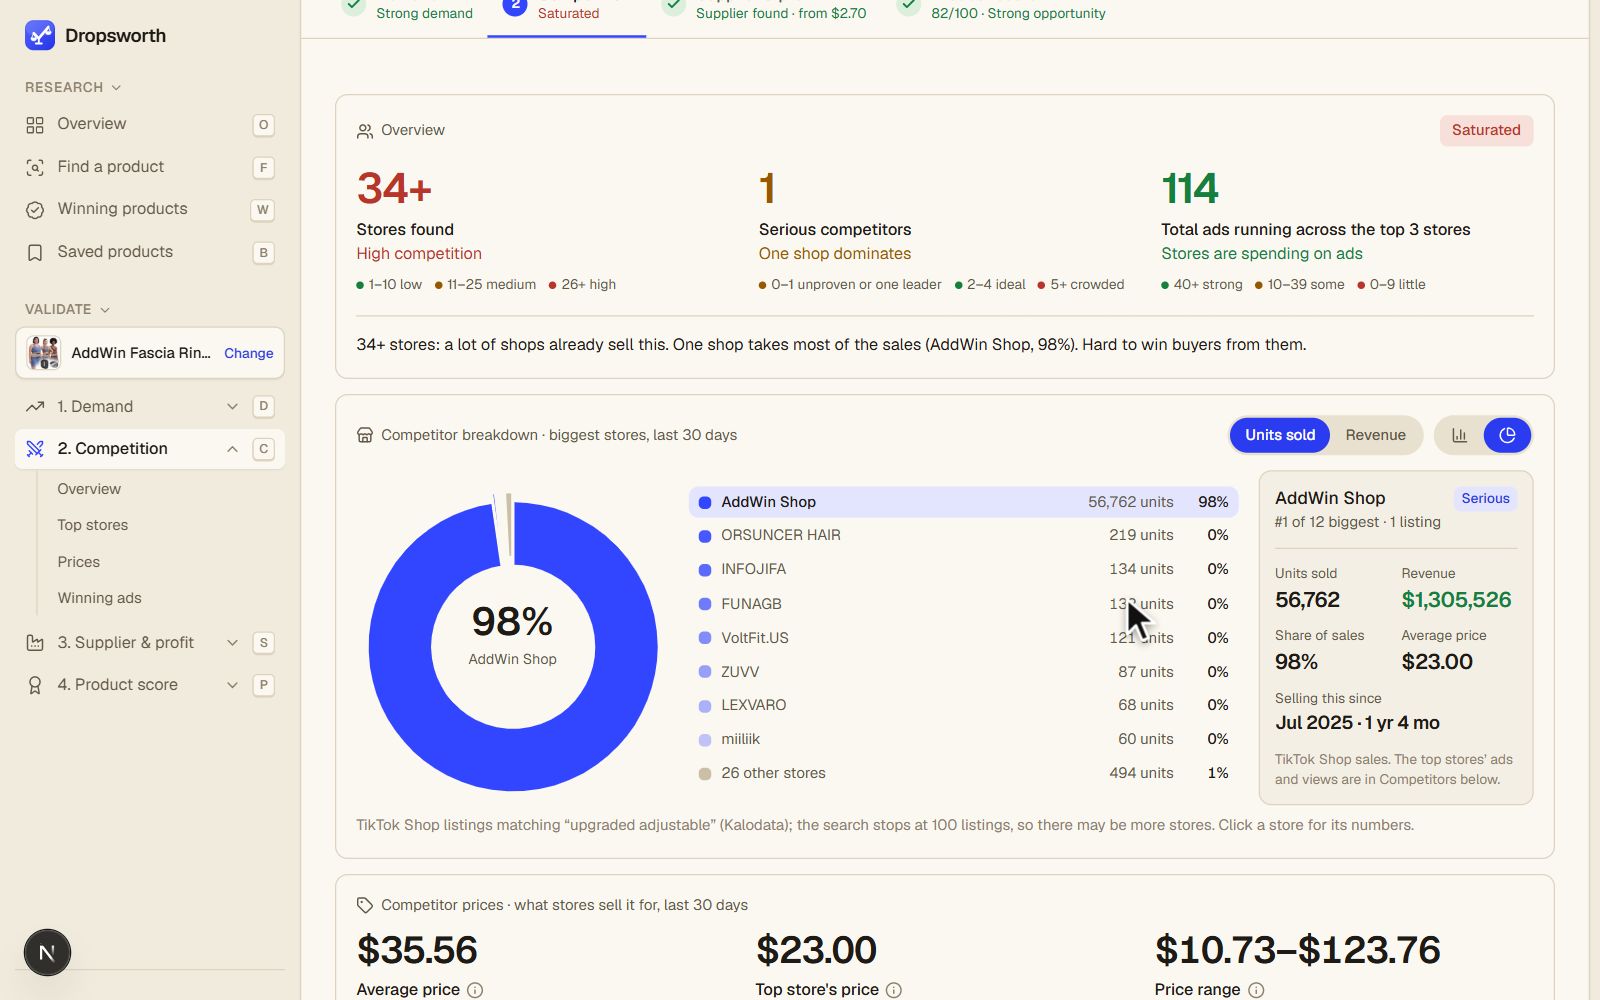 Dropsworth
RESEARCH
Overview O
Find a product F
Winning products W
Saved products B
VALIDATE
AddWin Fascia Rin... Change
1. Demand D
2. Competition C
Overview
Top stores
Prices
Winning ads
3. Supplier & profit S
4. Product score P
N
Strong demand
2
Saturated
Supplier found · from $2.70
82/100 · Strong opportunity
Overview
Saturated
34+
Stores found
High competition
1–10 low 11–25 medium 26+ high
1
Serious competitors
One shop dominates
0–1 unproven or one leader 2–4 ideal 5+ crowded
114
Total ads running across the top 3 stores
Stores are spending on ads
40+ strong 10–39 some 0–9 little
34+ stores: a lot of shops already sell this. One shop takes most of the sales (AddWin Shop, 98%). Hard to win buyers from them.
Competitor breakdown · biggest stores, last 30 days
Units sold Revenue
98%
AddWin Shop
AddWin Shop 56,762 units 98%
ORSUNCER HAIR 219 units 0%
INFOJIFA 134 units 0%
FUNAGB units 0%
VoltFit.US 121 units 0%
ZUVV 87 units 0%
LEXVARO 68 units 0%
miiliik 60 units 0%
26 other stores 494 units 1%
AddWin Shop Serious
#1 of 12 biggest · 1 listing
Units sold Revenue
56,762 $1,305,526
Share of sales Average price
98% $23.00
Selling this since
Jul 2025 · 1 yr 4 mo
TikTok Shop sales. The top stores' ads
and views are in Competitors below.
TikTok Shop listings matching “upgraded adjustable” (Kalodata); the search stops at 100 listings, so there may be more stores. Click a store for its numbers.
Competitor prices · what stores sell it for, last 30 days
$35.56 $23.00 $10.73–$123.76
Average price Top store's price Price range